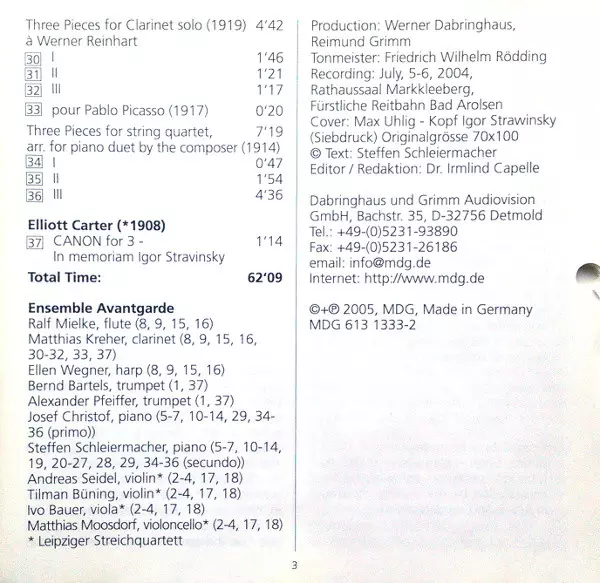 Three Pieces for Clarinet solo (1919) 4'42
à Werner Reinhart
30 I 1'46
31 II 1'21
32 III 1'17
33 pour Pablo Picasso (1917) 0'20
Three Pieces for string quartet, 7'19
arr. for piano duet by the composer (1914)
34 I 0'47
35 II 1'54
36 III 4'36
Elliott Carter (*1908)
37 CANON for 3 - 1'14
In memoriam Igor Stravinsky
Total Time: 62'09
Ensemble Avantgarde
Ralf Mielke, flute (8, 9, 15, 16)
Matthias Kreher, clarinet (8, 9, 15, 16,
30-32, 33, 37)
Ellen Wegner, harp (8, 9, 15, 16)
Bernd Bartels, trumpet (1, 37)
Alexander Pfeiffer, trumpet (1, 37)
Josef Christof, piano (5-7, 10-14, 29, 34-
36 (primo))
Steffen Schleiermacher, piano (5-7, 10-14,
19, 20-27, 28, 29, 34-36 (secundo))
Andreas Seidel, violin* (2-4, 17, 18)
Tilman Büning, violin* (2-4, 17, 18)
Ivo Bauer, viola* (2-4, 17, 18)
Matthias Moosdorf, violoncello* (2-4, 17, 18)
* Leipziger Streichquartett
Production: Werner Dabringhaus,
Reimund Grimm
Tonmeister: Friedrich Wilhelm Rödding
Recording: July, 5-6, 2004,
Rathaussaal Markkleeberg,
Fürstliche Reitbahn Bad Arolsen
Cover: Max Uhlig - Kopf Igor Strawinsky
(Siebdruck) Originalgrösse 70x100
© Text: Steffen Schleiermacher
Editor / Redaktion: Dr. Irmlind Capelle
Dabringhaus und Grimm Audiovision
GmbH, Bachstr. 35, D-32756 Detmold
Tel.: +49-(0)5231-93890
Fax: +49-(0)5231-26186
email: info@mdg.de
Internet: http://www.mdg.de
©+℗ 2005, MDG, Made in Germany
MDG 613 1333-2
3